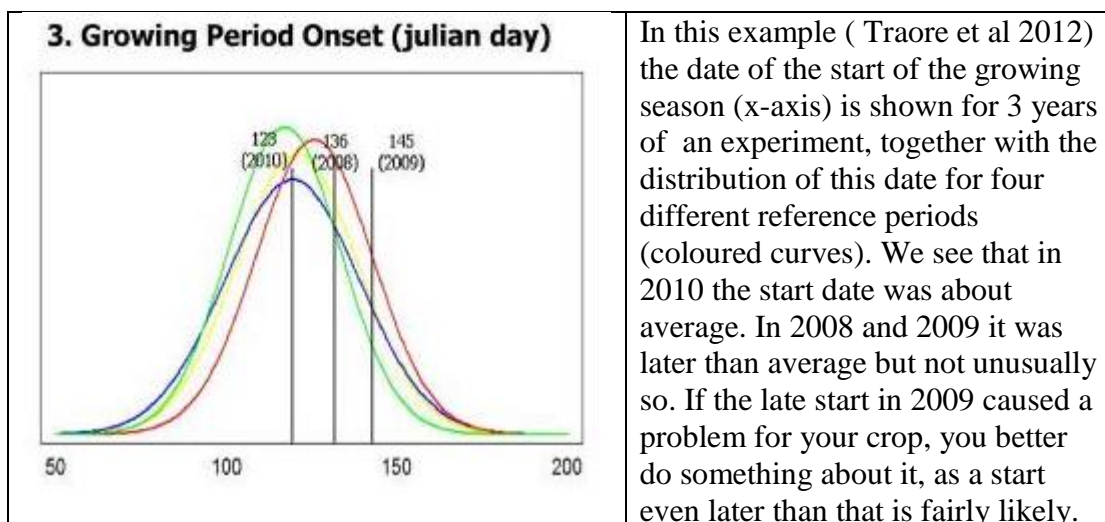 3. Growing Period Onset (julian day)
123
(2010)
136
(2008)
145
(2009)
50 100 150 200
In this example ( Traore et al 2012)
the date of the start of the growing
season (x-axis) is shown for 3 years
of an experiment, together with the
distribution of this date for four
different reference periods
(coloured curves). We see that in
2010 the start date was about
average. In 2008 and 2009 it was
later than average but not unusually
so. If the late start in 2009 caused a
problem for your crop, you better
do something about it, as a start
even later than that is fairly likely.